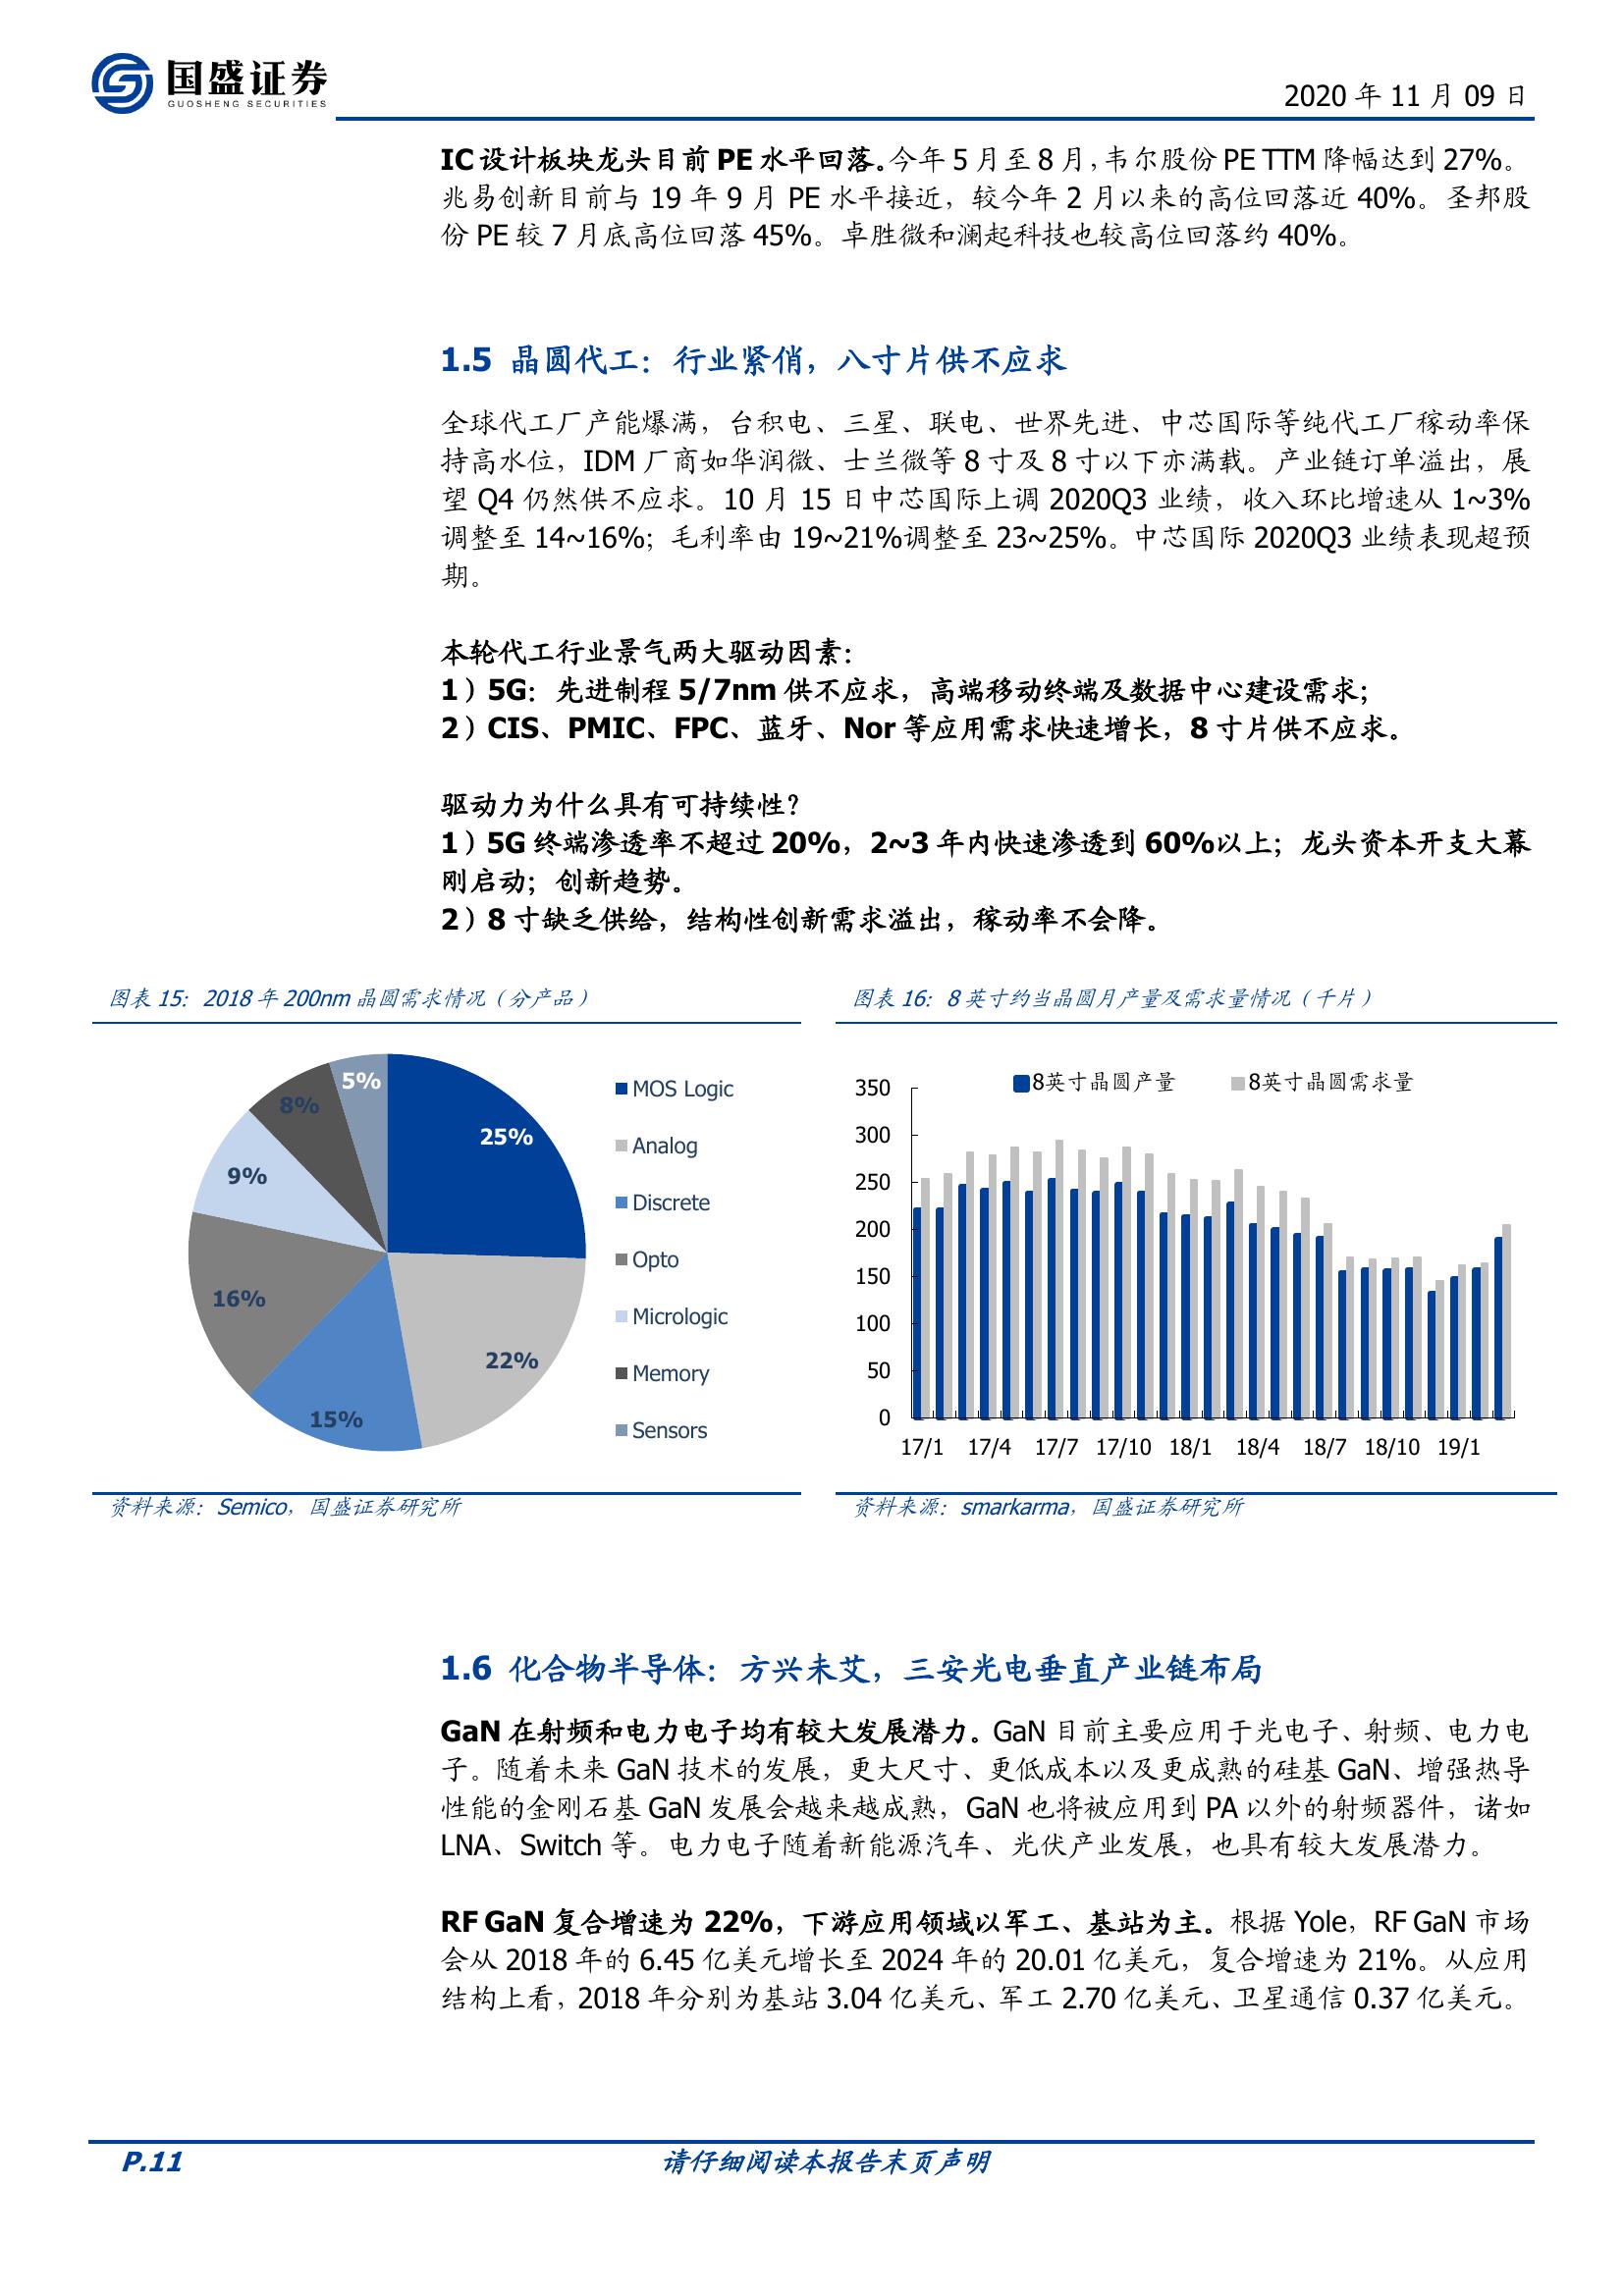 国盛证券
GUOSHENG SECURITIES
2020 年 11 月 09 日
IC 设计板块龙头目前 PE 水平回落。今年 5 月至 8 月，韦尔股份 PE TTM 降幅达到 27%。
兆易创新目前与 19 年 9 月 PE 水平接近，较今年 2 月以来的高位回落近 40%。圣邦股
份 PE 较 7 月底高位回落 45%。卓胜微和澜起科技也较高位回落约 40%。
1.5 晶圆代工：行业紧俏，八寸片供不应求
全球代工厂产能爆满，台积电、三星、联电、世界先进、中芯国际等纯代工厂稼动率保
持高水位，IDM 厂商如华润微、士兰微等 8 寸及 8 寸以下亦满载。产业链订单溢出，展
望 Q4 仍然供不应求。10 月 15 日中芯国际上调 2020Q3 业绩，收入环比增速从 1~3%
调整至 14~16%；毛利率由 19~21%调整至 23~25%。中芯国际 2020Q3 业绩表现超预
期。
本轮代工行业景气两大驱动因素：
1）5G：先进制程 5/7nm 供不应求，高端移动终端及数据中心建设需求；
2）CIS、PMIC、FPC、蓝牙、Nor 等应用需求快速增长，8 寸片供不应求。
驱动力为什么具有可持续性？
1）5G 终端渗透率不超过 20%，2~3 年内快速渗透到 60%以上；龙头资本开支大幕
刚启动；创新趋势。
2）8 寸缺乏供给，结构性创新需求溢出，稼动率不会降。
图表 15：2018 年 200nm 晶圆需求情况（分产品）
25%
22%
15%
16%
9%
8%
5%
MOS Logic
Analog
Discrete
Opto
Micrologic
Memory
Sensors
资料来源：Semico，国盛证券研究所
图表 16：8 英寸约当晶圆月产量及需求量情况（千片）
8英寸晶圆产量 8英寸晶圆需求量
350
300
250
200
150
100
50
0
17/1 17/4 17/7 17/10 18/1 18/4 18/7 18/10 19/1
资料来源：smarkarma，国盛证券研究所
1.6 化合物半导体：方兴未艾，三安光电垂直产业链布局
GaN 在射频和电力电子均有较大发展潜力。GaN 目前主要应用于光电子、射频、电力电
子。随着未来 GaN 技术的发展，更大尺寸、更低成本以及更成熟的硅基 GaN、增强热导
性能的金刚石基 GaN 发展会越来越成熟，GaN 也将被应用到 PA 以外的射频器件，诸如
LNA、Switch 等。电力电子随着新能源汽车、光伏产业发展，也具有较大发展潜力。
RF GaN 复合增速为 22%，下游应用领域以军工、基站为主。根据 Yole，RF GaN 市场
会从 2018 年的 6.45 亿美元增长至 2024 年的 20.01 亿美元，复合增速为 21%。从应用
结构上看，2018 年分别为基站 3.04 亿美元、军工 2.70 亿美元、卫星通信 0.37 亿美元。
P.11
请仔细阅读本报告末页声明